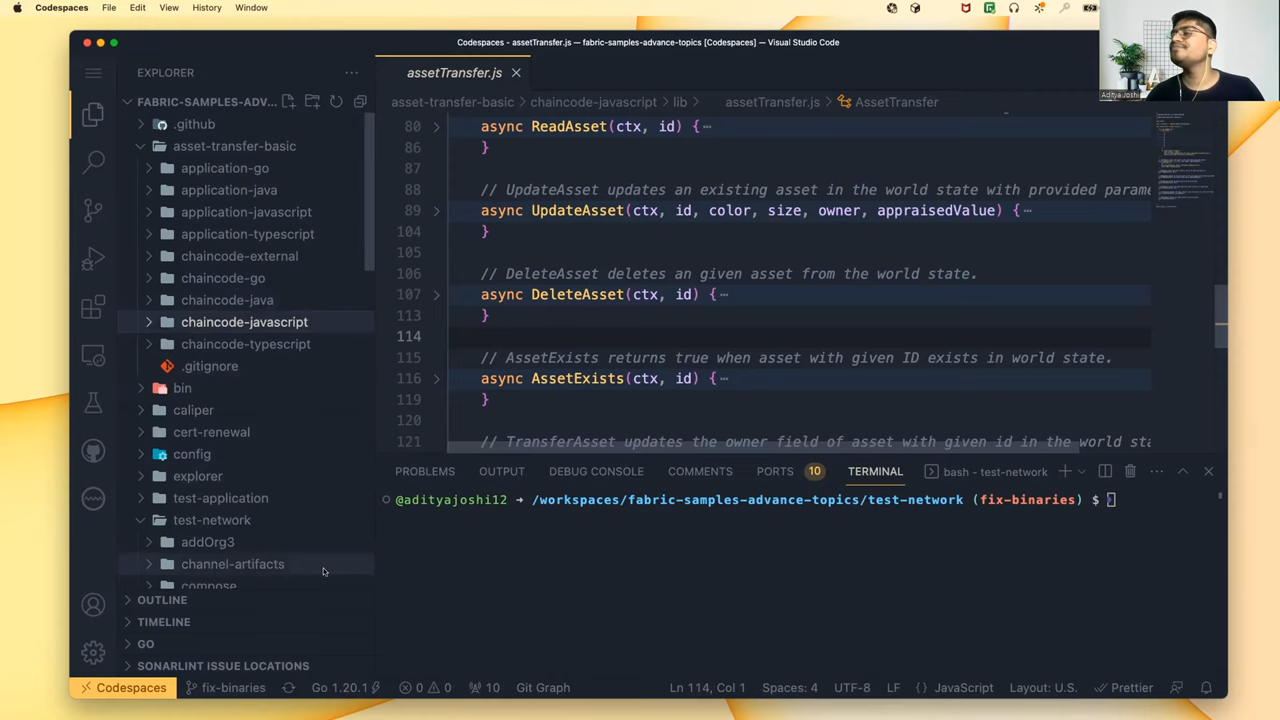 Codespaces File Edit View History Window
Codespaces - assetTransfer.js — fabric-samples-advance-topics [Codespaces] — Visual Studio Code
Aditya Joshi
EXPLORER
assetTransfer.js
FABRIC-SAMPLES-ADV...
asset-transfer-basic > chaincode-javascript > lib > assetTransfer.js > AssetTransfer
.github
asset-transfer-basic
application-go
application-java
application-javascript
application-typescript
chaincode-external
chaincode-go
chaincode-java
chaincode-javascript
chaincode-typescript
.gitignore
bin
caliper
cert-renewal
config
explorer
test-application
test-network
addOrg3
channel-artifacts
compose
OUTLINE
TIMELINE
GO
SONARLINT ISSUE LOCATIONS
80 async ReadAsset(ctx, id) {⋯
86 }
87
88 // UpdateAsset updates an existing asset in the world state with provided parame
89 async UpdateAsset(ctx, id, color, size, owner, appraisedValue) {⋯
104 }
105
106 // DeleteAsset deletes an given asset from the world state.
107 async DeleteAsset(ctx, id) {⋯
113 }
114
115 // AssetExists returns true when asset with given ID exists in world state.
116 async AssetExists(ctx, id) {⋯
119 }
120
121 // TransferAsset updates the owner field of asset with given id in the world sta
PROBLEMS OUTPUT DEBUG CONSOLE COMMENTS PORTS 10 TERMINAL bash - test-network
@adityajoshi12 → /workspaces/fabric-samples-advance-topics/test-network (fix-binaries) $
Codespaces fix-binaries Go 1.20.1 0 0 10 Git Graph Ln 114, Col 1 Spaces: 4 UTF-8 LF {} JavaScript Layout: U.S. Prettier